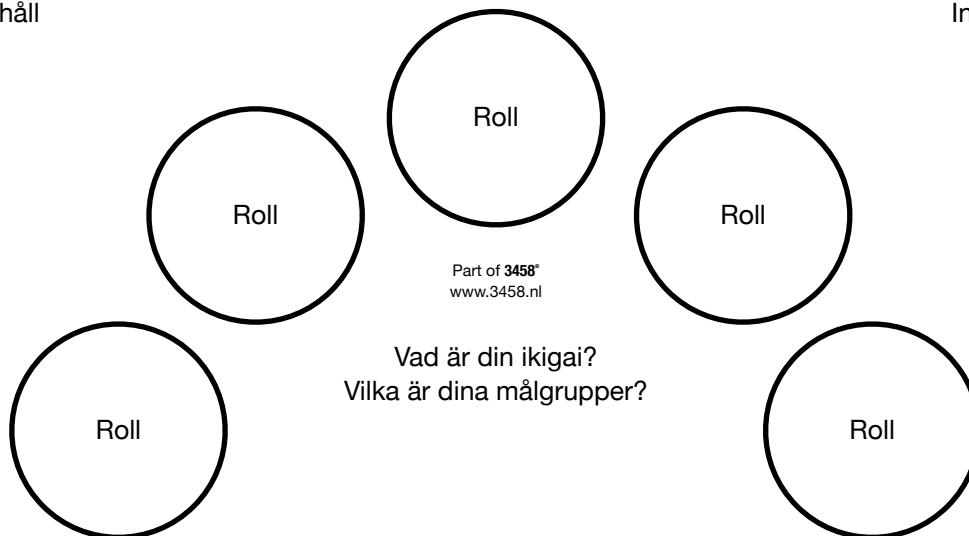 håll
In
Roll
Roll
Roll
Part of 3458®
www.3458.nl
Vad är din ikigai?
Vilka är dina målgrupper?
Roll
Roll